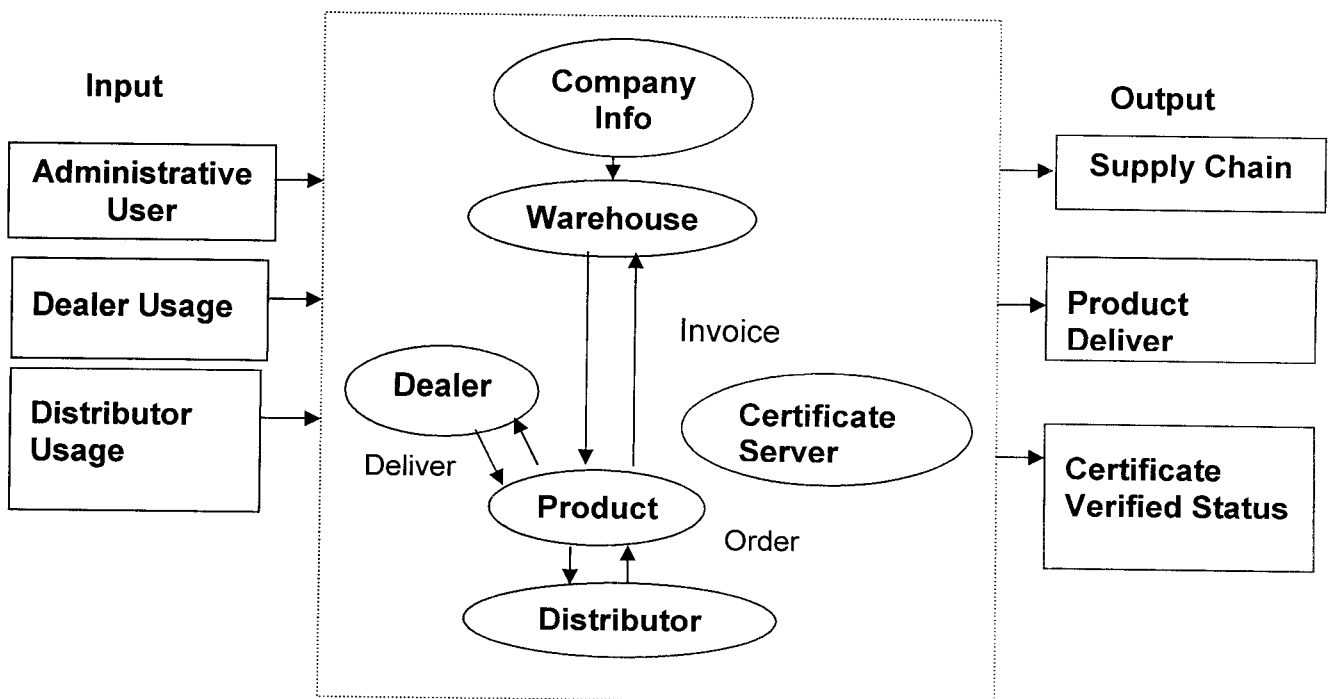 Input
Administrative
User
Dealer Usage
Distributor
Usage
Company
Info
Warehouse
Invoice
Dealer
Deliver
Certificate
Server
Product
Order
Distributor
Output
Supply Chain
Product
Deliver
Certificate
Verified Status